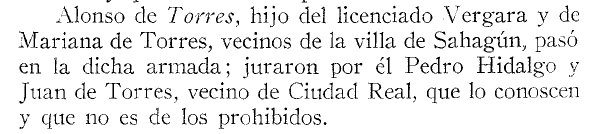 Alonso de Torres, hijo del licenciado Vergara y de
Mariana de Torres, vecinos de la villa de Sahagún, pasó
en la dicha armada; juraron por él Pedro Hidalgo y
Juan de Torres, vecino de Ciudad Real, que lo conoscen
y que no es de los prohibidos.